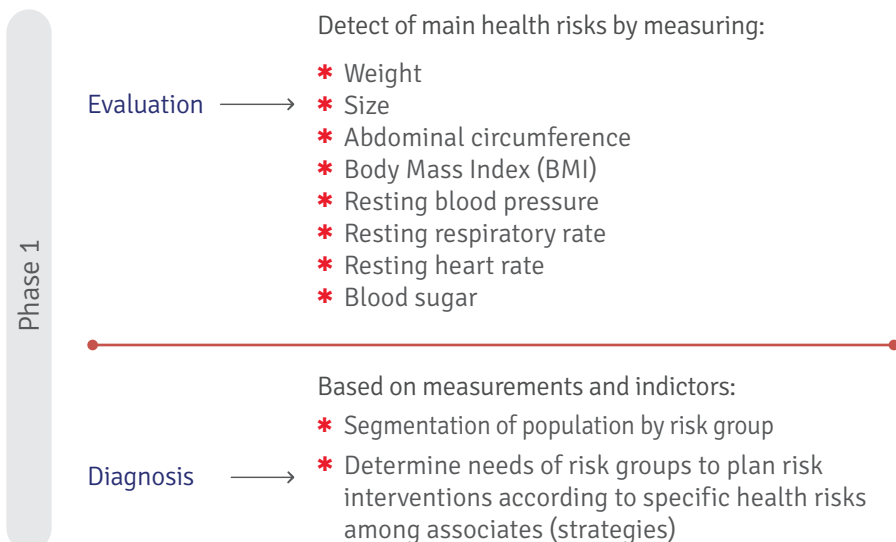 Phase 1
Detect of main health risks by measuring:
Evaluation
Weight
Size
Abdominal circumference
Body Mass Index (BMI)
Resting blood pressure
Resting respiratory rate
Resting heart rate
Blood sugar
Based on measurements and indictors:
Diagnosis
Segmentation of population by risk group
Determine needs of risk groups to plan risk
interventions according to specific health risks
among associates (strategies)